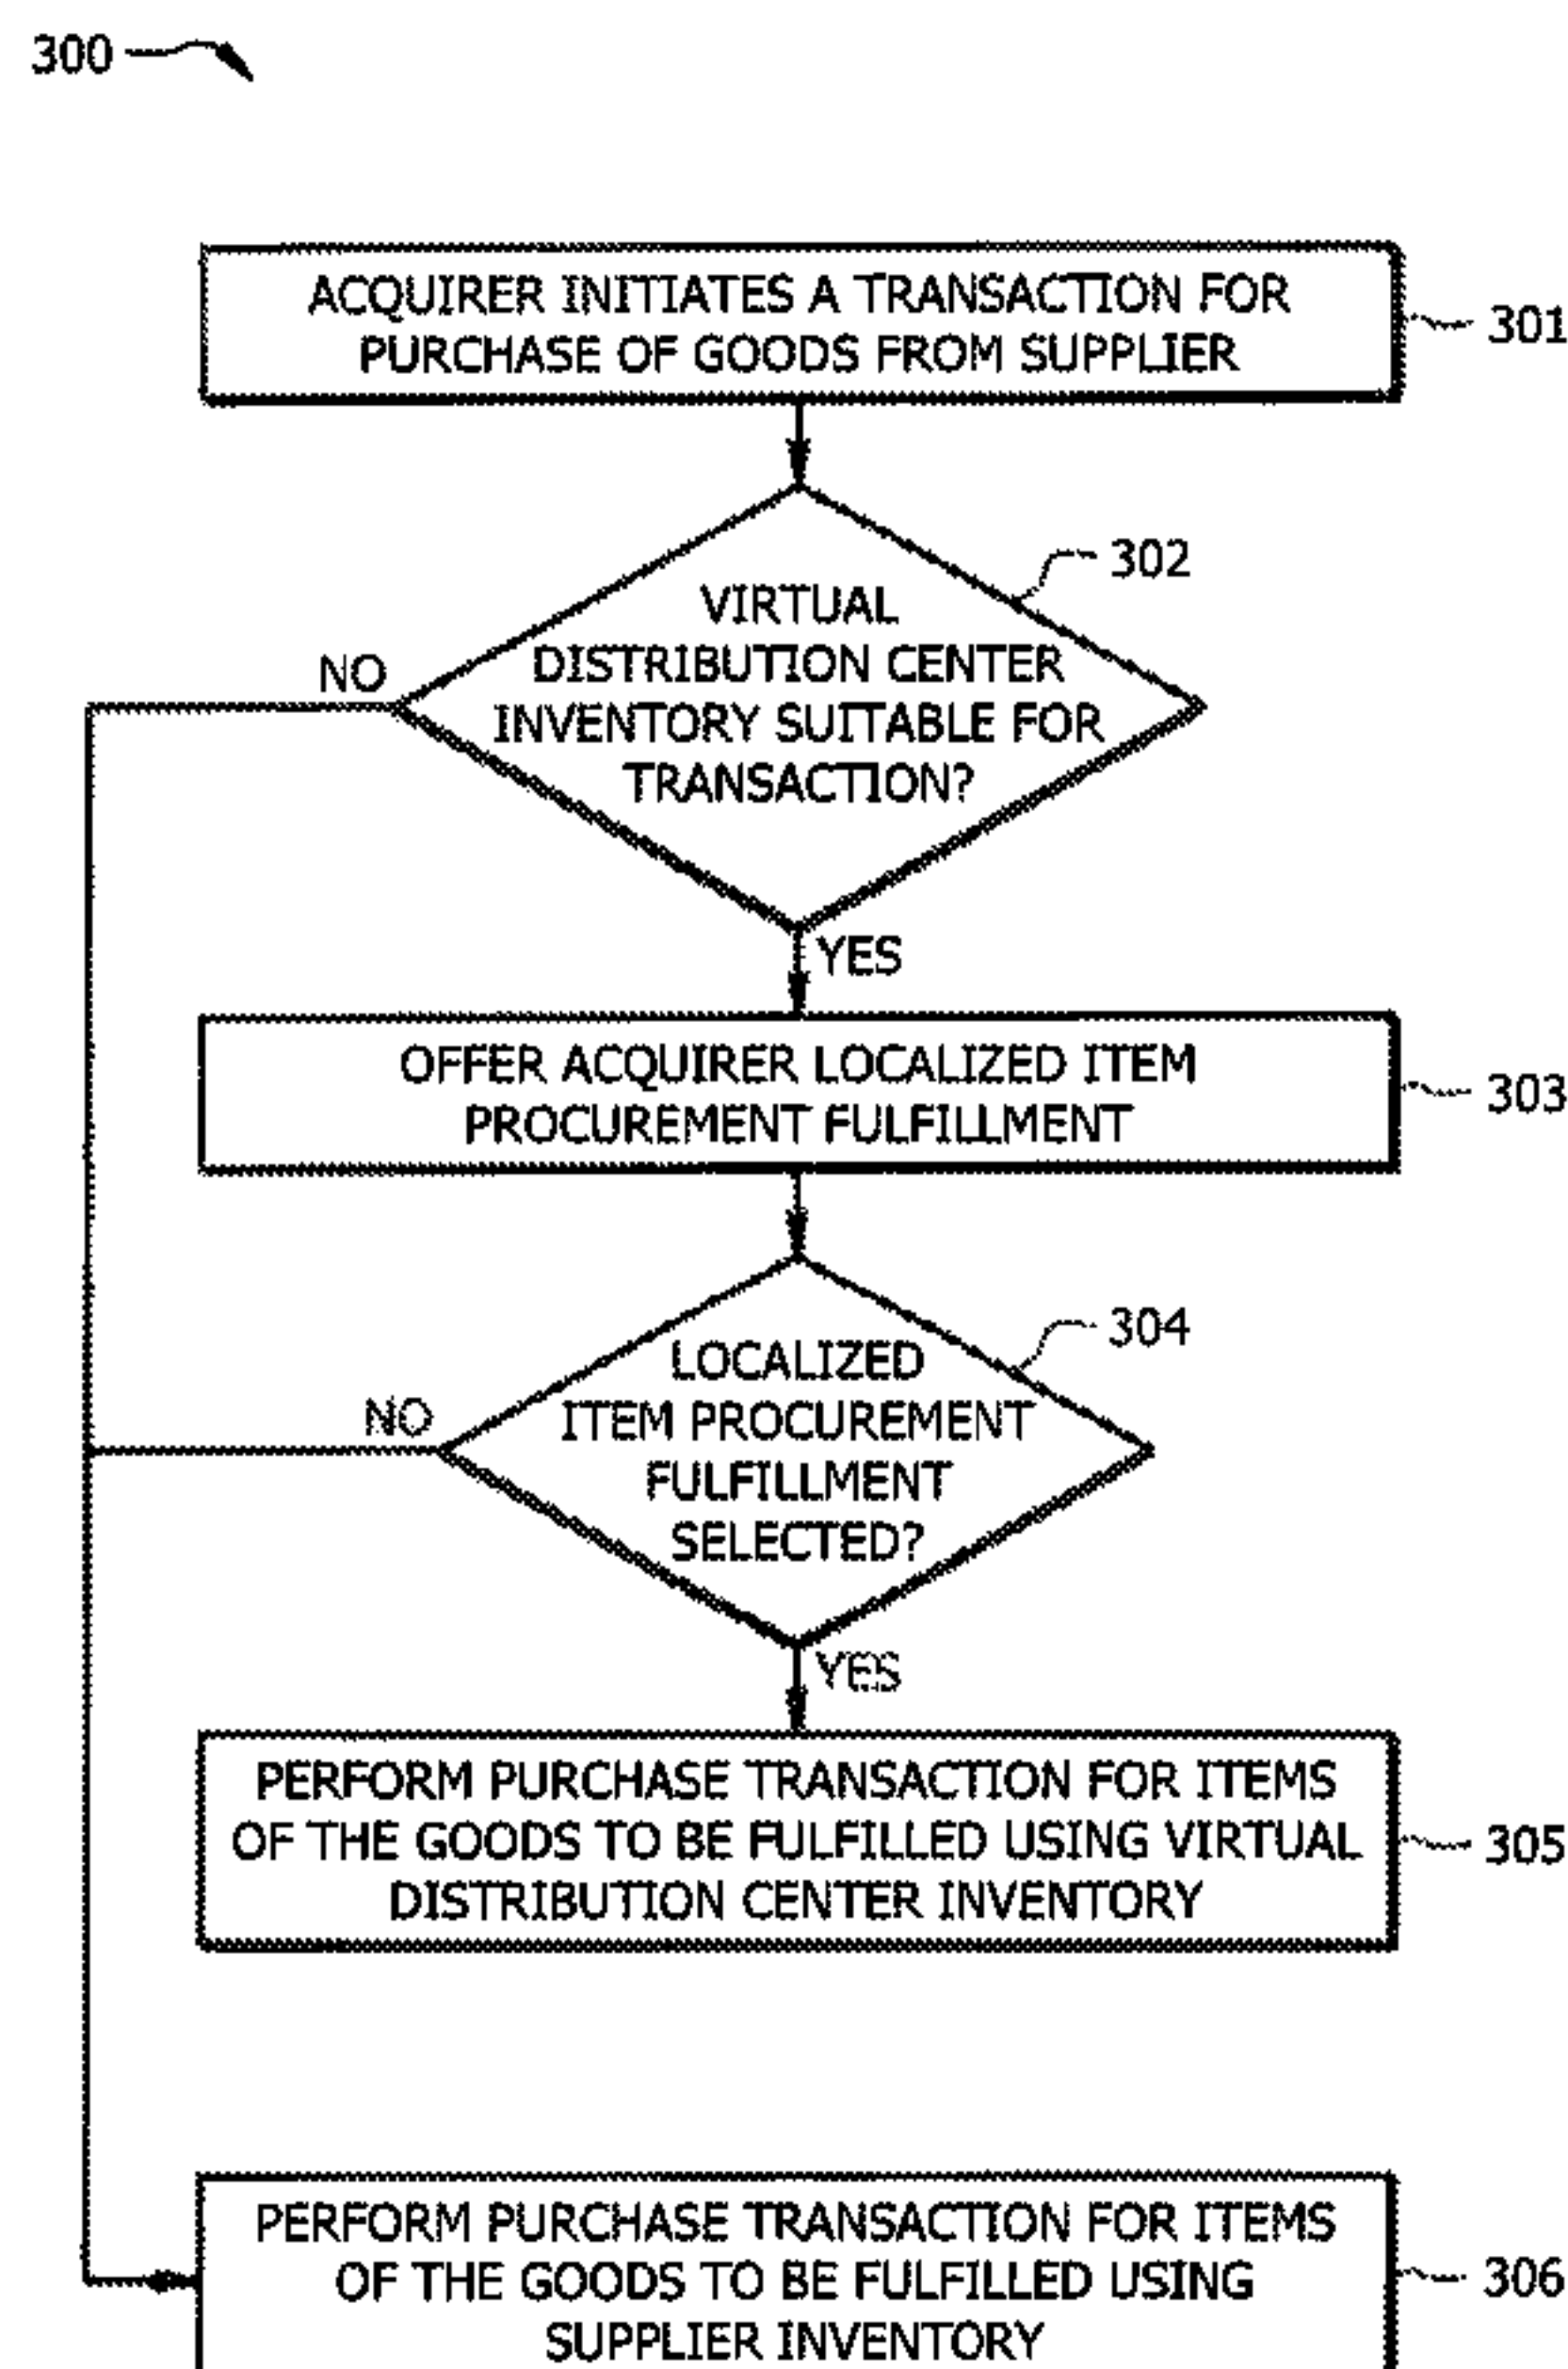 300
ACQUIRER INITIATES A TRANSACTION FOR
PURCHASE OF GOODS FROM SUPPLIER
301
302
VIRTUAL
DISTRIBUTION CENTER
INVENTORY SUITABLE FOR
TRANSACTION?
NO
YES
OFFER ACQUIRER LOCALIZED ITEM
PROCUREMENT FULFILLMENT
303
304
LOCALIZED
ITEM PROCUREMENT
FULFILLMENT
SELECTED?
NO
YES
PERFORM PURCHASE TRANSACTION FOR ITEMS
OF THE GOODS TO BE FULFILLED USING VIRTUAL
DISTRIBUTION CENTER INVENTORY
305
PERFORM PURCHASE TRANSACTION FOR ITEMS
OF THE GOODS TO BE FULFILLED USING
SUPPLIER INVENTORY
306